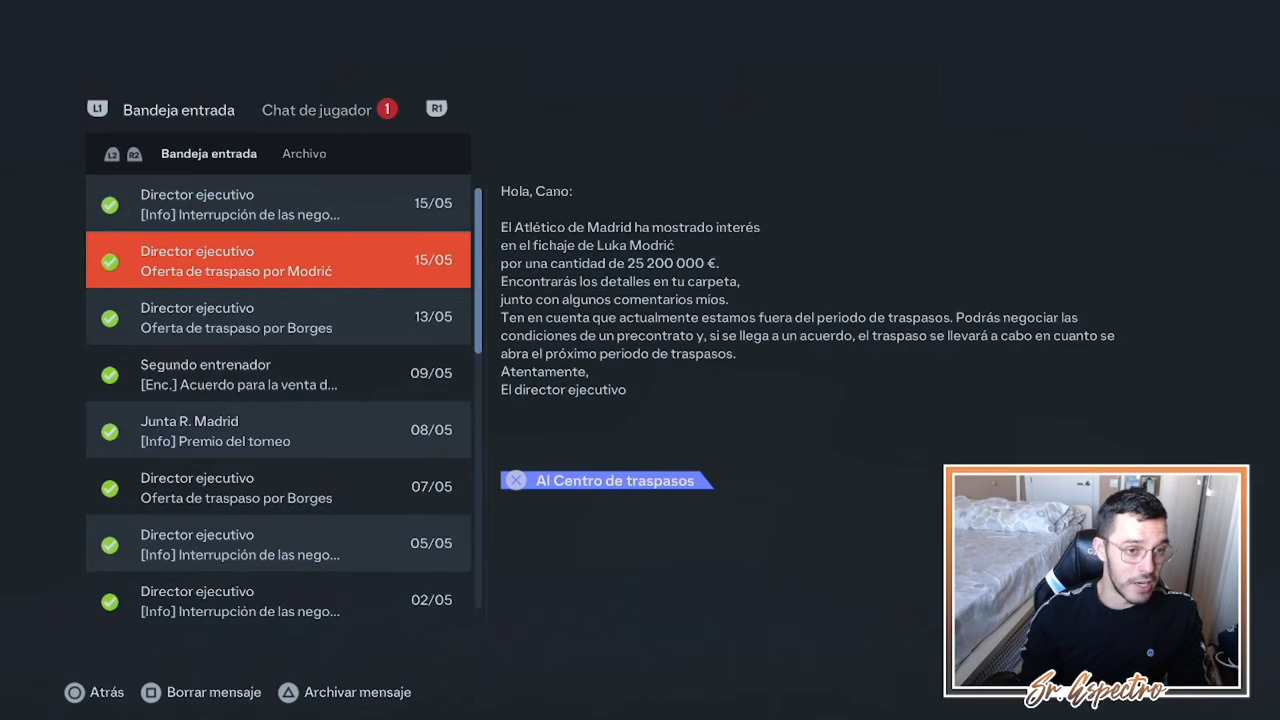 L1 Bandeja entrada Chat de jugador 1 R1
L2 R2 Bandeja entrada Archivo
Director ejecutivo
[Info] Interrupción de las nego...
15/05
Director ejecutivo
Oferta de traspaso por Modrić
15/05
Director ejecutivo
Oferta de traspaso por Borges
13/05
Segundo entrenador
[Enc.] Acuerdo para la venta d...
09/05
Junta R. Madrid
[Info] Premio del torneo
08/05
Director ejecutivo
Oferta de traspaso por Borges
07/05
Director ejecutivo
[Info] Interrupción de las nego...
05/05
Director ejecutivo
[Info] Interrupción de las nego...
02/05
Hola, Cano:
El Atlético de Madrid ha mostrado interés
en el fichaje de Luka Modrić
por una cantidad de 25 200 000 €.
Encontrarás los detalles en tu carpeta,
junto con algunos comentarios míos.
Ten en cuenta que actualmente estamos fuera del periodo de traspasos. Podrás negociar las
condiciones de un precontrato y, si se llega a un acuerdo, el traspaso se llevará a cabo en cuanto se
abra el próximo periodo de traspasos.
Atentamente,
El director ejecutivo
Al Centro de traspasos
Sr. Espectro
Atrás Borrar mensaje Archivar mensaje